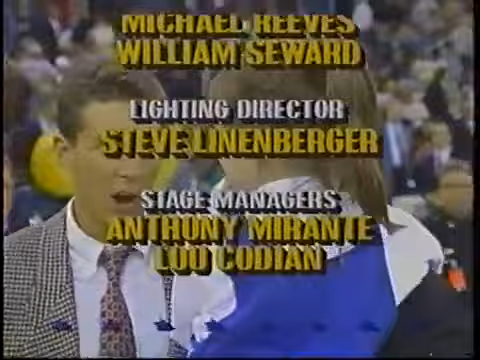 MICHAEL REEVES
WILLIAM SEWARD
LIGHTING DIRECTOR
STEVE LINENBERGER
STAGE MANAGERS
ANTHONY MIRANTE
LOU CODIAN